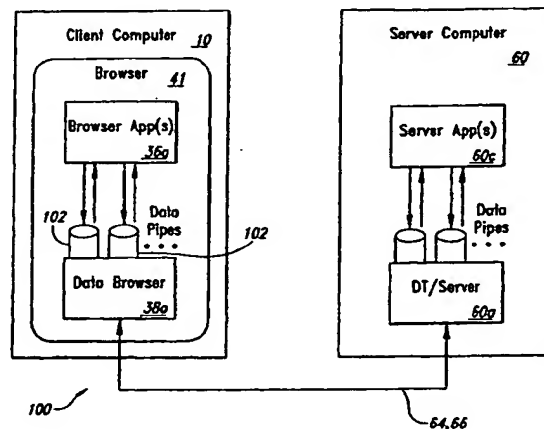 Client Computer 10
Browser 41
Browser App(s)
36a
102
Data
Pipes
102
Data Browser
38a
100
Server Computer
60
Server App(s)
60c
Data
Pipes
DT/Server
60a
64,66